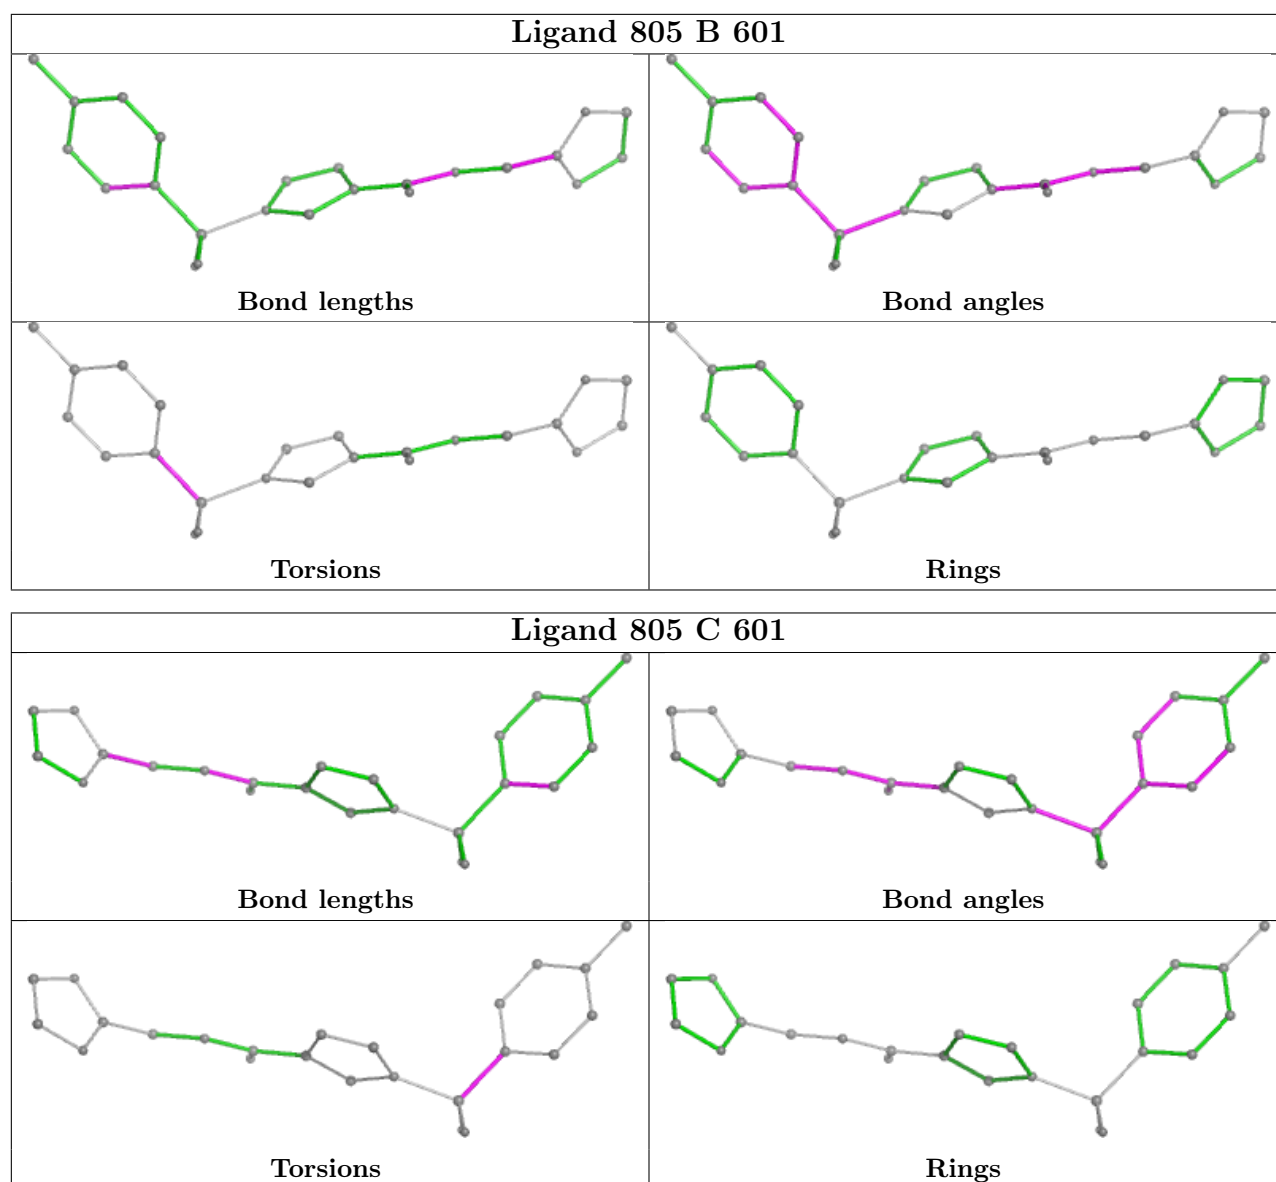 Ligand 805 B 601
Bond lengths
Bond angles
Torsions
Rings
Ligand 805 C 601
Bond lengths
Bond angles
Torsions
Rings